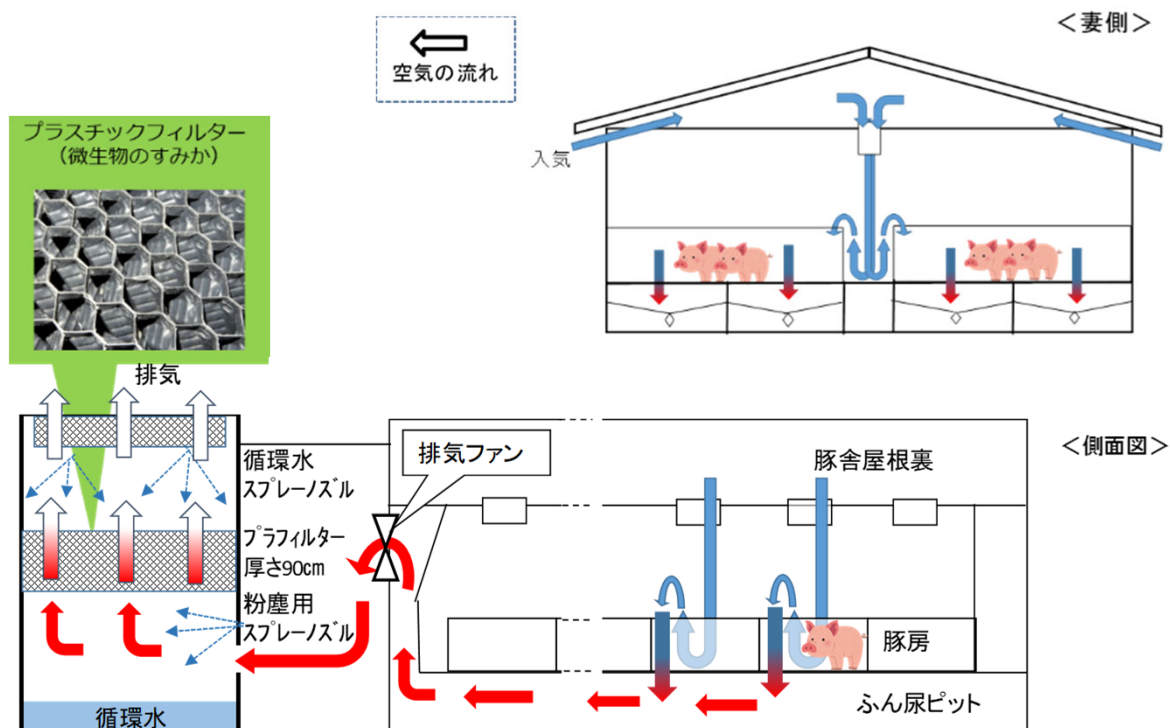 空気の流れ
＜妻側＞
入気
プラスチックフィルター
（微生物のすみか）
排気
循環水
スプレーノズル
プラフィルター
厚さ90㎝
粉塵用
スプレーノズル
循環水
排気ファン
豚舎屋根裏
＜側面図＞
豚房
ふん尿ピット